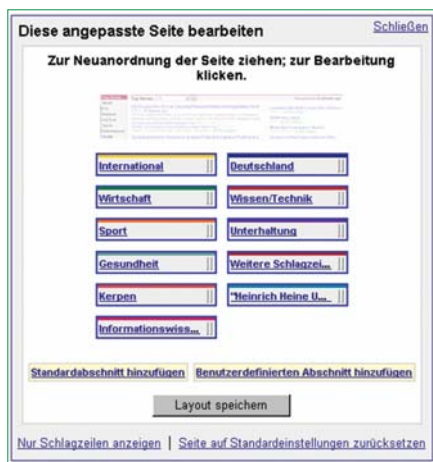 Diese angepasste Seite bearbeiten Schließen
Zur Neuanordnung der Seite ziehen; zur Bearbeitung
klicken.
International Deutschland
Wirtschaft Wissen/Technik
Sport Unterhaltung
Gesundheit Weitere Schlagzei...
Kerpen "Heinrich Heine U...
Informationswiss...
Standardabschnitt hinzufügen Benutzerdefinierten Abschnitt hinzufügen
Layout speichern
Nur Schlagzeilen anzeigen | Seite auf Standardeinstellungen zurücksetzen